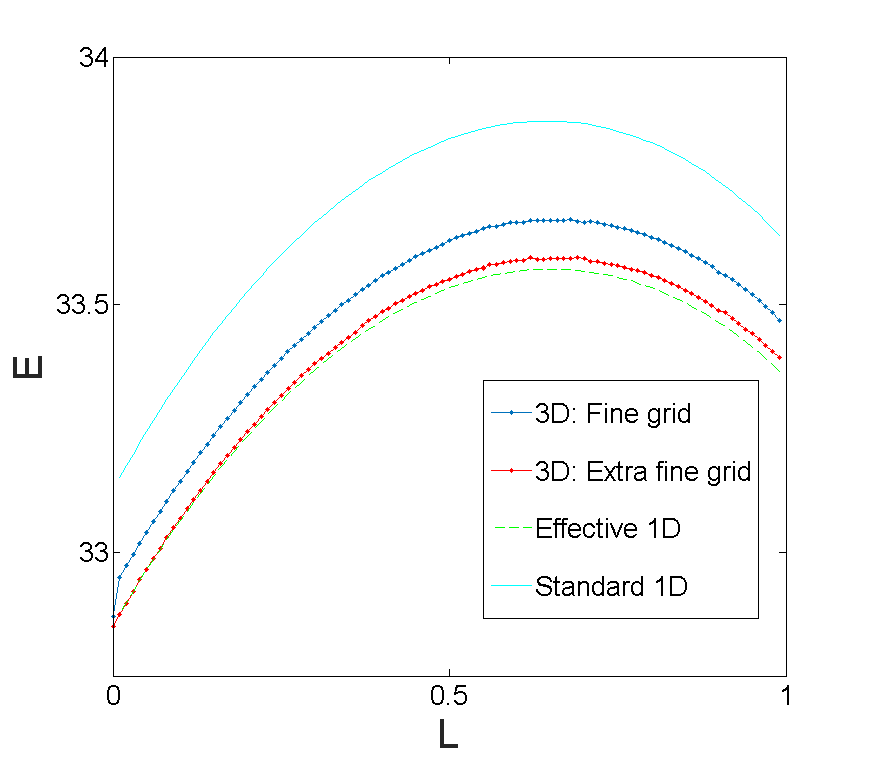 34
33.5
33
E
0
0.5
1
L
3D: Fine grid
3D: Extra fine grid
Effective 1D
Standard 1D